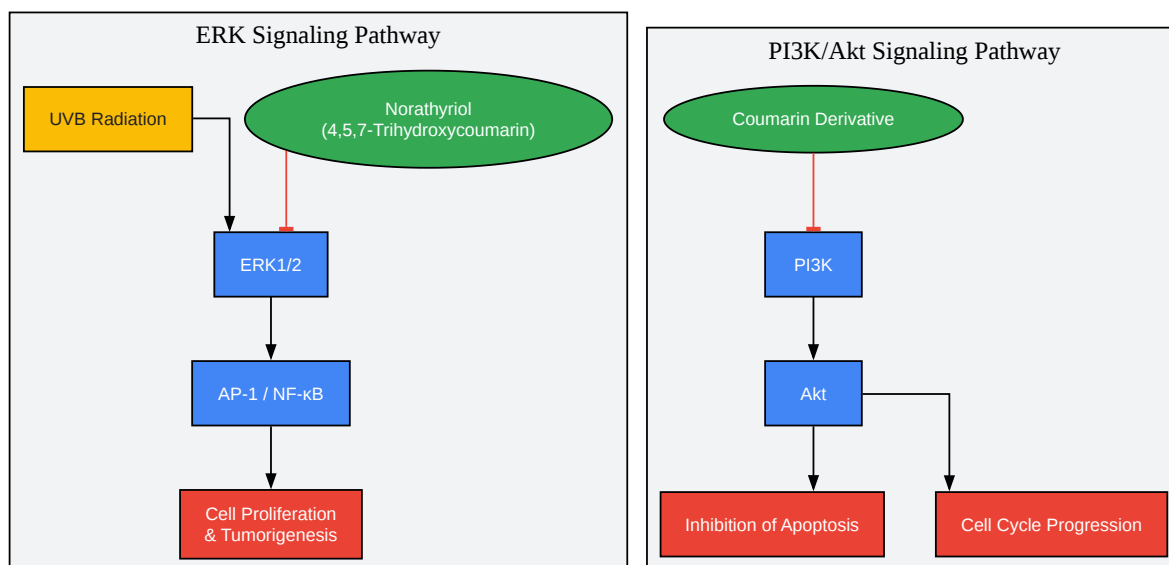 ERK Signaling Pathway
UVB Radiation
Norathyriol
(4,5,7-Trihydroxycoumarin)
ERK1/2
AP-1 / NF-κB
Cell Proliferation
& Tumorigenesis
PI3K/Akt Signaling Pathway
Coumarin Derivative
PI3K
Akt
Inhibition of Apoptosis
Cell Cycle Progression